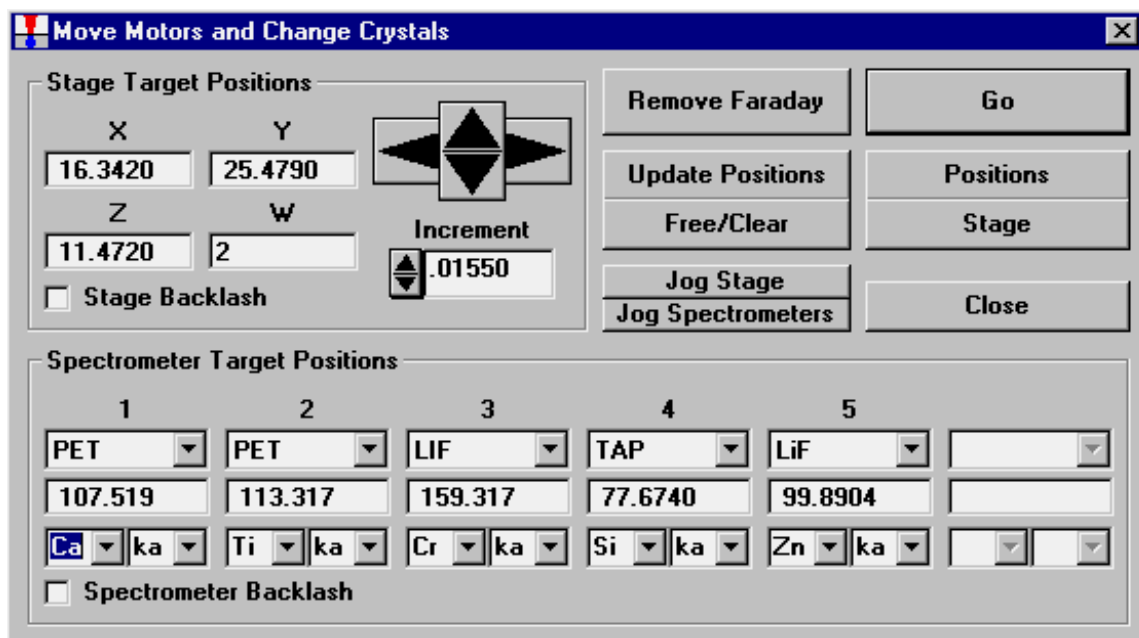 Move Motors and Change Crystals
Stage Target Positions
X Y
16.3420 25.4790
Z W
11.4720 2
Increment
.01550
Stage Backlash
Remove Faraday Go
Update Positions Positions
Free/Clear Stage
Jog Stage
Jog Spectrometers
Close
Spectrometer Target Positions
1 2 3 4 5
PET PET LIF TAP LiF
107.519 113.317 159.317 77.6740 99.8904
Ca ka Ti ka Cr ka Si ka Zn ka
Spectrometer Backlash